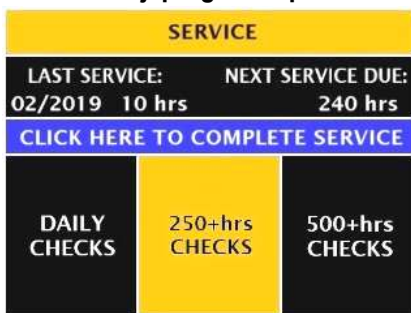 SERVICE
LAST SERVICE: NEXT SERVICE DUE:
02/2019 10 hrs 240 hrs
CLICK HERE TO COMPLETE SERVICE
DAILY CHECKS
250+hrs CHECKS
500+hrs CHECKS